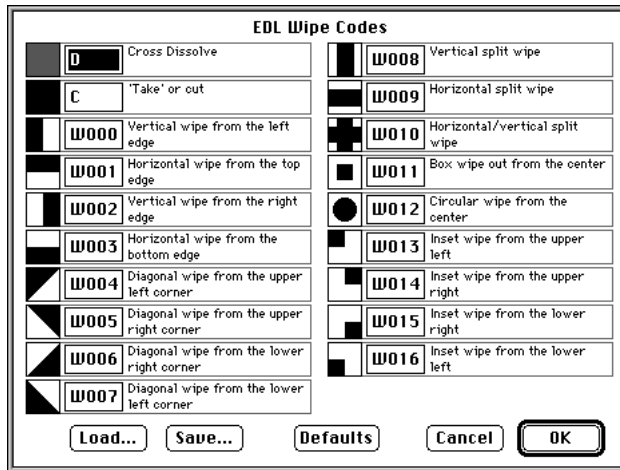 EDL Wipe Codes
D
Cross Dissolve
C
'Take' or cut
W000
Vertical wipe from the left
edge
W001
Horizontal wipe from the top
edge
W002
Vertical wipe from the right
edge
W003
Horizontal wipe from the
bottom edge
W004
Diagonal wipe from the upper
left corner
W005
Diagonal wipe from the upper
right corner
W006
Diagonal wipe from the lower
right corner
W007
Diagonal wipe from the lower
left corner
W008
Vertical split wipe
W009
Horizontal split wipe
W010
Horizontal/vertical split
wipe
W011
Box wipe out from the center
W012
Circular wipe from the
center
W013
Inset wipe from the upper
left
W014
Inset wipe from the upper
right
W015
Inset wipe from the lower
right
W016
Inset wipe from the lower
left
Load... Save... Defaults Cancel OK